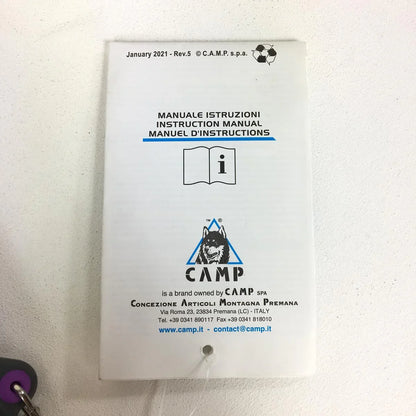 January 2021 - Rev.5 © C.A.M.P. s.p.a.
MANUALE ISTRUZIONI
INSTRUCTION MANUAL
MANUEL D'INSTRUCTIONS
i
™ ®
CAMP
is a brand owned by CAMP SPA
CONCEZIONE ARTICOLI MONTAGNA PREMANA
Via Roma 23, 23834 Premana (LC) - ITALY
Tel. +39 0341 890117 Fax +39 0341 818010
www.camp.it - contact@camp.it